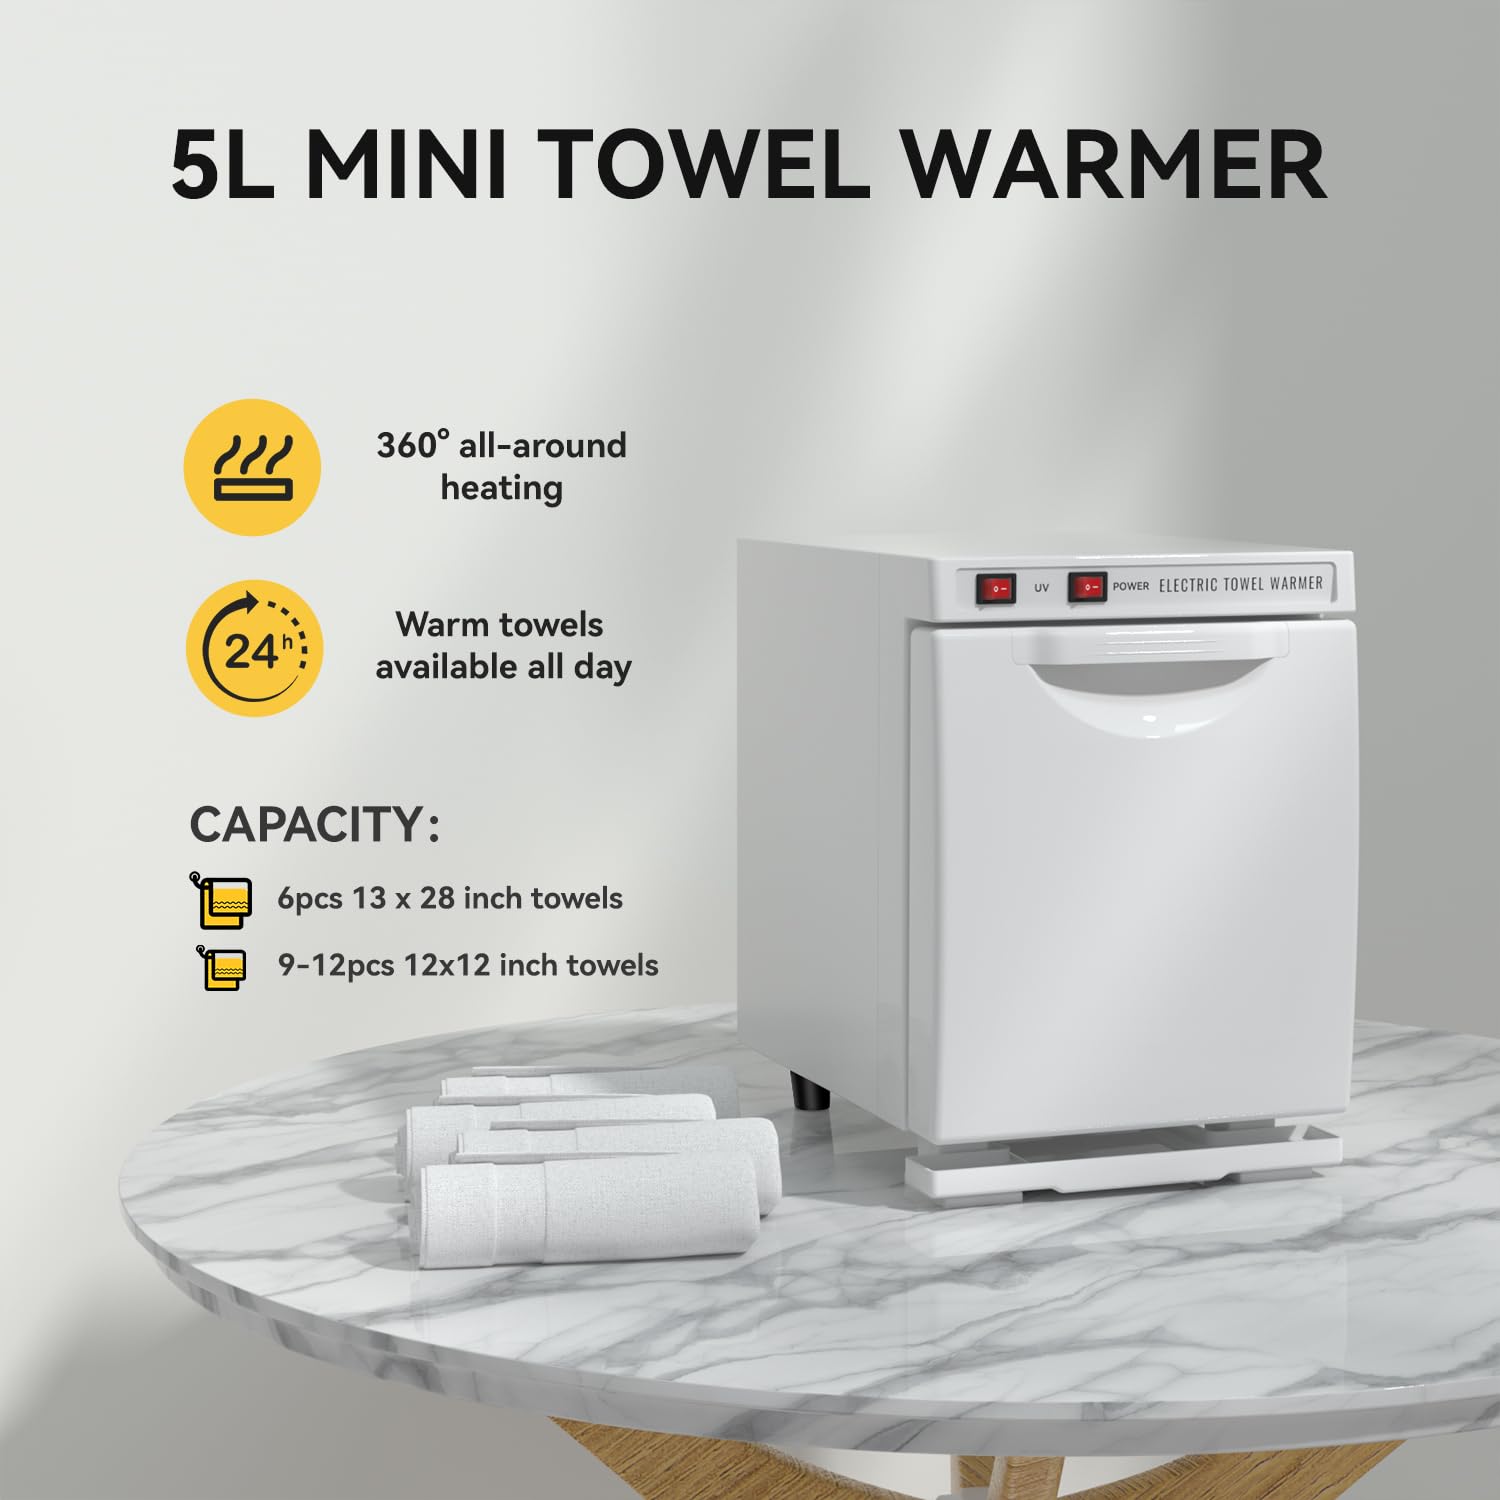 5L MINI TOWEL WARMER
360° all-around
heating
24h
Warm towels
available all day
CAPACITY:
6pcs 13 x 28 inch towels
9-12pcs 12x12 inch towels
UV POWER ELECTRIC TOWEL WARMER